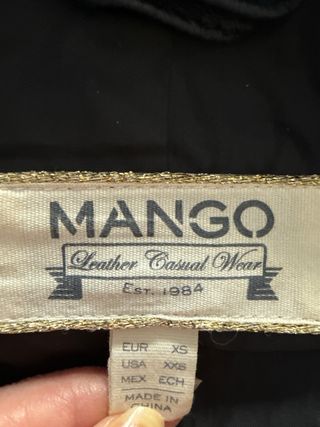 MANGO
Leather Casual Wear
EST. 1984
EUR XS
USA XXS
MEX ECH
MADE IN
CHINA